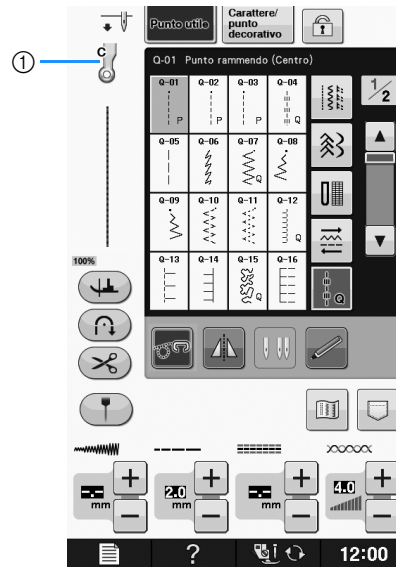 Punto utile
Carattere/
punto
decorativo
C
①
Q-01 Punto rammendo (Centro)
1/2
Q-01 Q-02 Q-03 Q-04
P P P Q
Q-05 Q-06 Q-07 Q-08
Q
Q-09 Q-10 Q-11 Q-12
Q
Q-13 Q-14 Q-15 Q-16
Q
Q
100%
-.- 2.0 -.- 4.0
mm mm mm
? 12:00